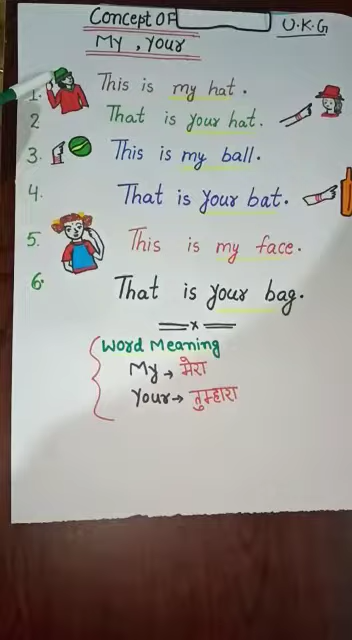 Concept OF
U.K.G
My , Your
1. This is my hat.
2 That is your hat.
3. This is my ball.
4. That is your bat.
5. This is my face.
6. That is your bag.
x
Word Meaning
My → मेरा
Your → तुम्हारा